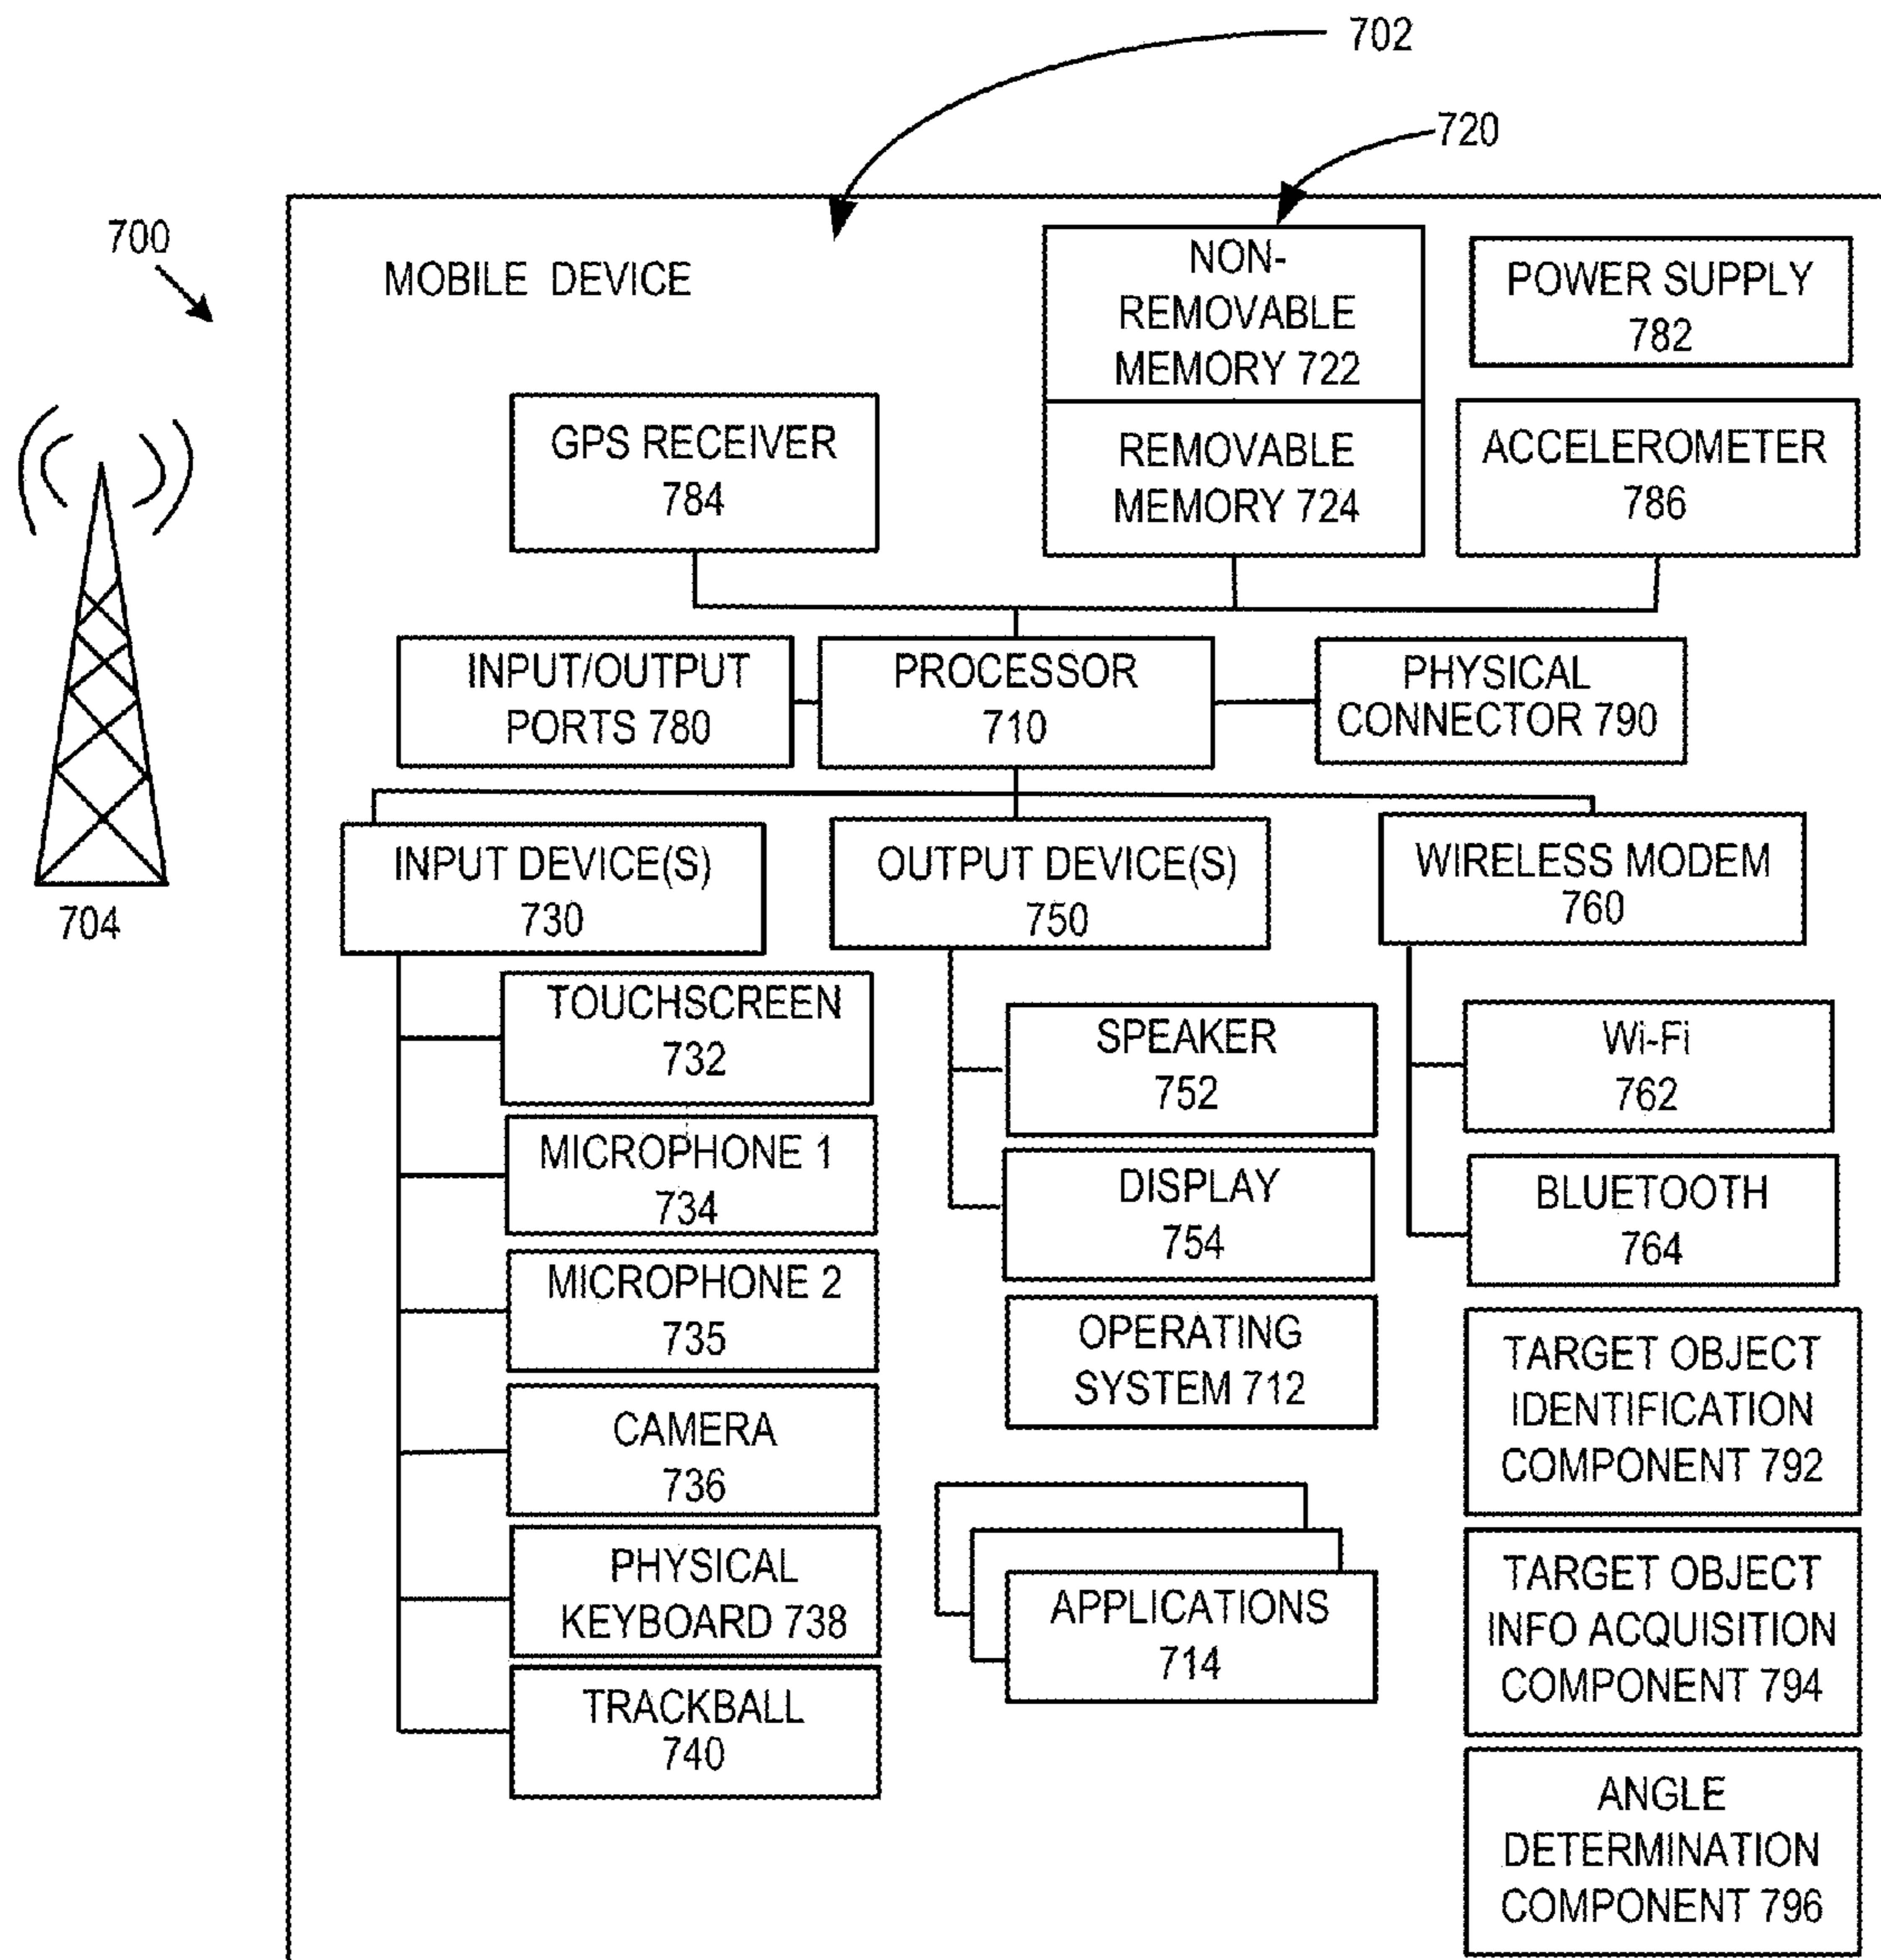 702
720
700
MOBILE DEVICE
NON-
REMOVABLE
MEMORY 722
POWER SUPPLY
782
GPS RECEIVER
784
REMOVABLE
MEMORY 724
ACCELEROMETER
786
INPUT/OUTPUT
PORTS 780
PROCESSOR
710
PHYSICAL
CONNECTOR 790
704
INPUT DEVICE(S)
730
OUTPUT DEVICE(S)
750
WIRELESS MODEM
760
TOUCHSCREEN
732
MICROPHONE 1
734
MICROPHONE 2
735
CAMERA
736
PHYSICAL
KEYBOARD 738
TRACKBALL
740
SPEAKER
752
DISPLAY
754
OPERATING
SYSTEM 712
APPLICATIONS
714
Wi-Fi
762
BLUETOOTH
764
TARGET OBJECT
IDENTIFICATION
COMPONENT 792
TARGET OBJECT
INFO ACQUISITION
COMPONENT 794
ANGLE
DETERMINATION
COMPONENT 796